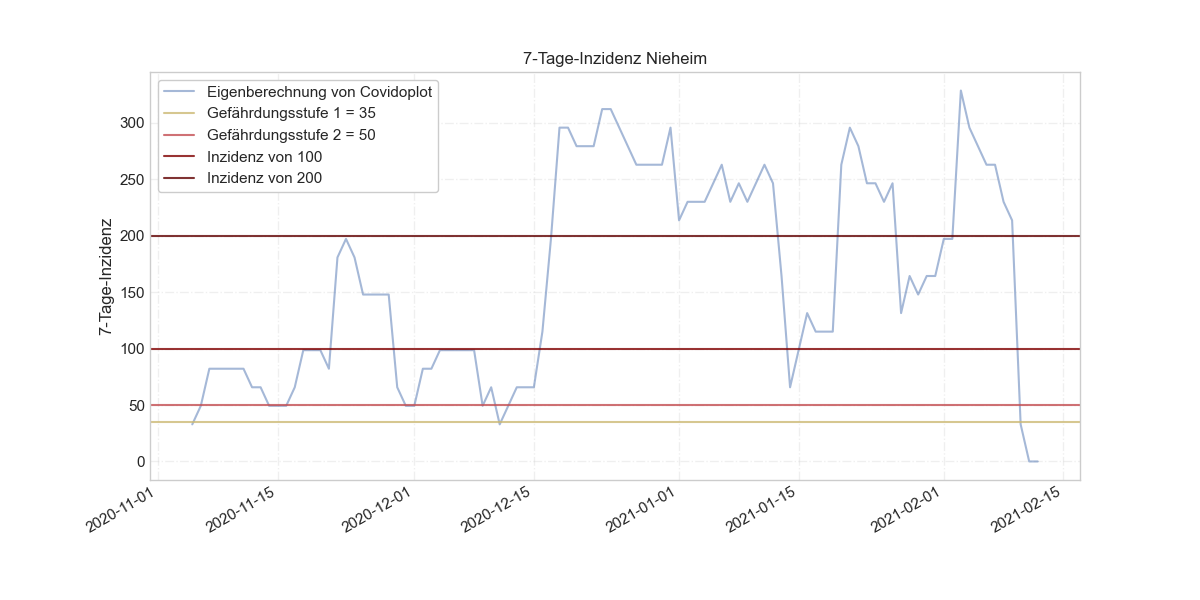 7-Tage-Inzidenz Nieheim
Eigenberechnung von Covidoplot
Gefährdungsstufe 1 = 35
Gefährdungsstufe 2 = 50
Inzidenz von 100
Inzidenz von 200
7-Tage-Inzidenz
300
250
200
150
100
50
0
2020-11-01
2020-11-15
2020-12-01
2020-12-15
2021-01-01
2021-01-15
2021-02-01
2021-02-15